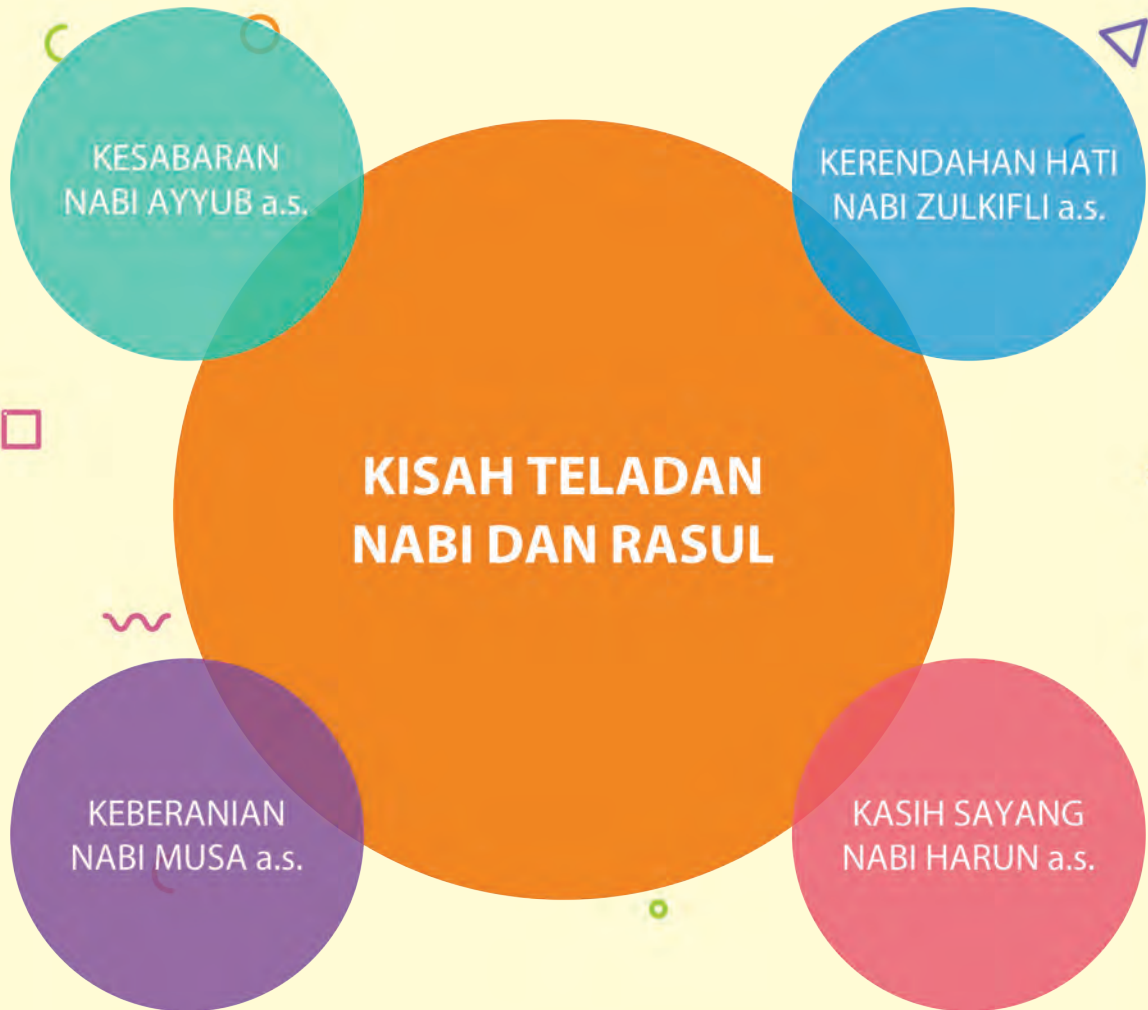 KESABARAN
NABI AYYUB a.s.
KERENDAHAN HATI
NABI ZULKIFLI a.s.
KISAH TELADAN
NABI DAN RASUL
KEBERANIAN
NABI MUSA a.s.
KASIH SAYANG
NABI HARUN a.s.